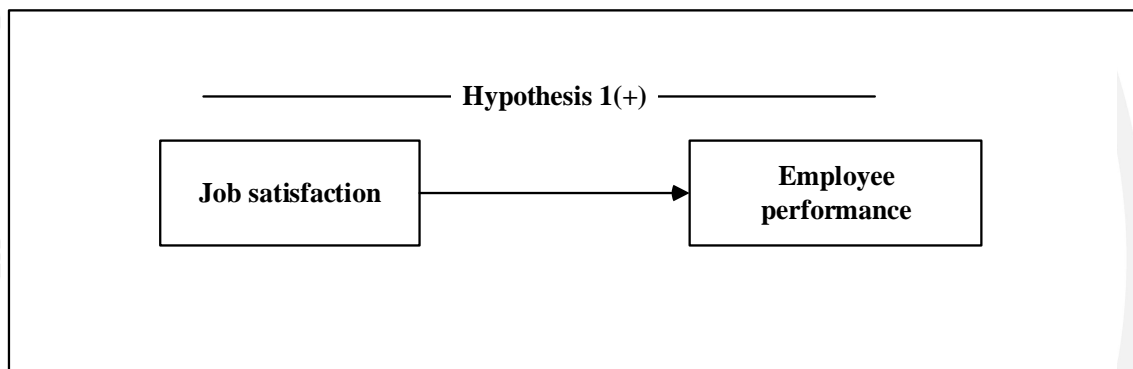 Hypothesis 1(+)
Job satisfaction
Employee
performance